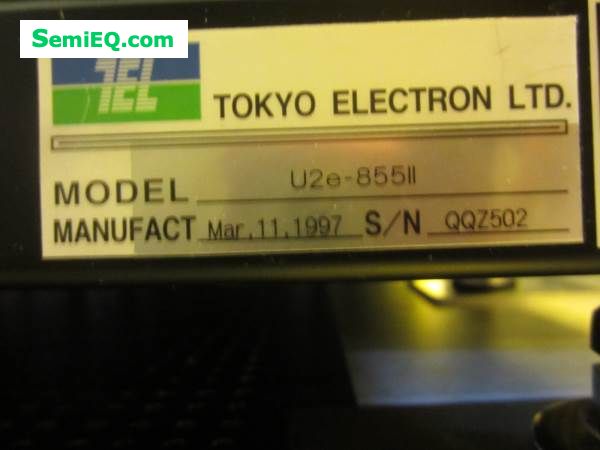 SemiEQ.com
TEL
TOKYO ELECTRON LTD.
MODEL U2e-855II
MANUFACT Mar.11.1997 S/N QQZ502